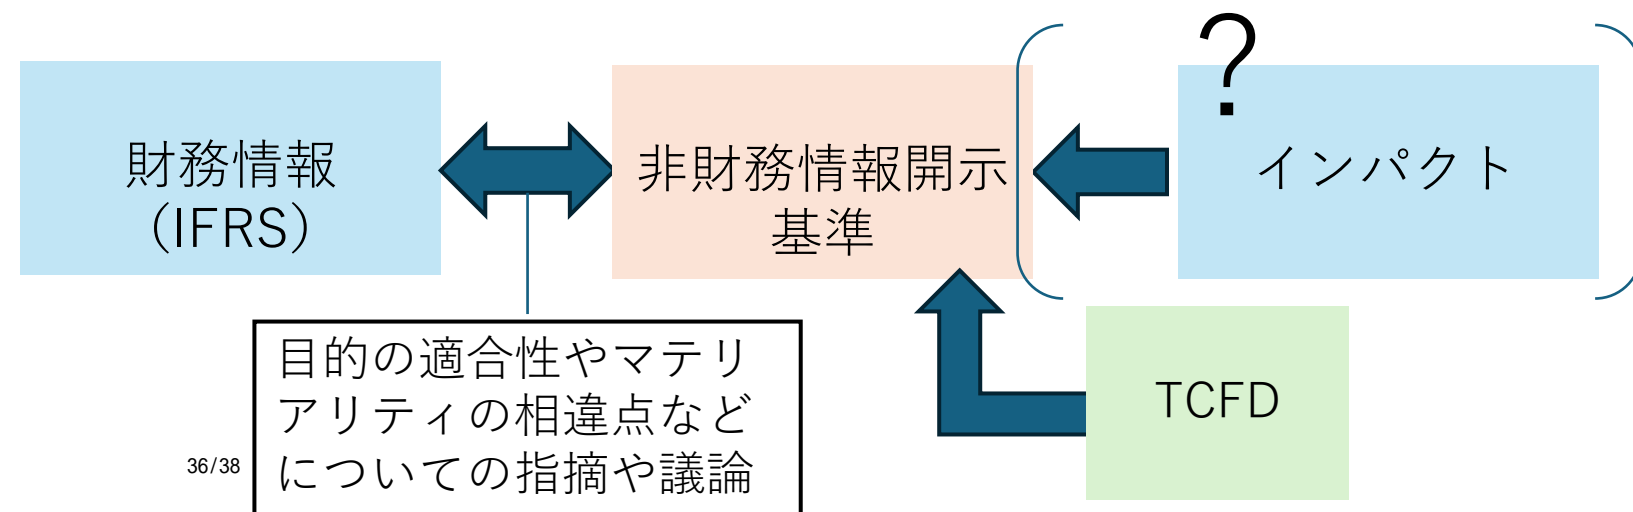 ?
財務情報
（IFRS）
非財務情報開示
基準
インパクト
目的の適合性やマテリ
アリティの相違点など
についての指摘や議論
TCFD
36/38